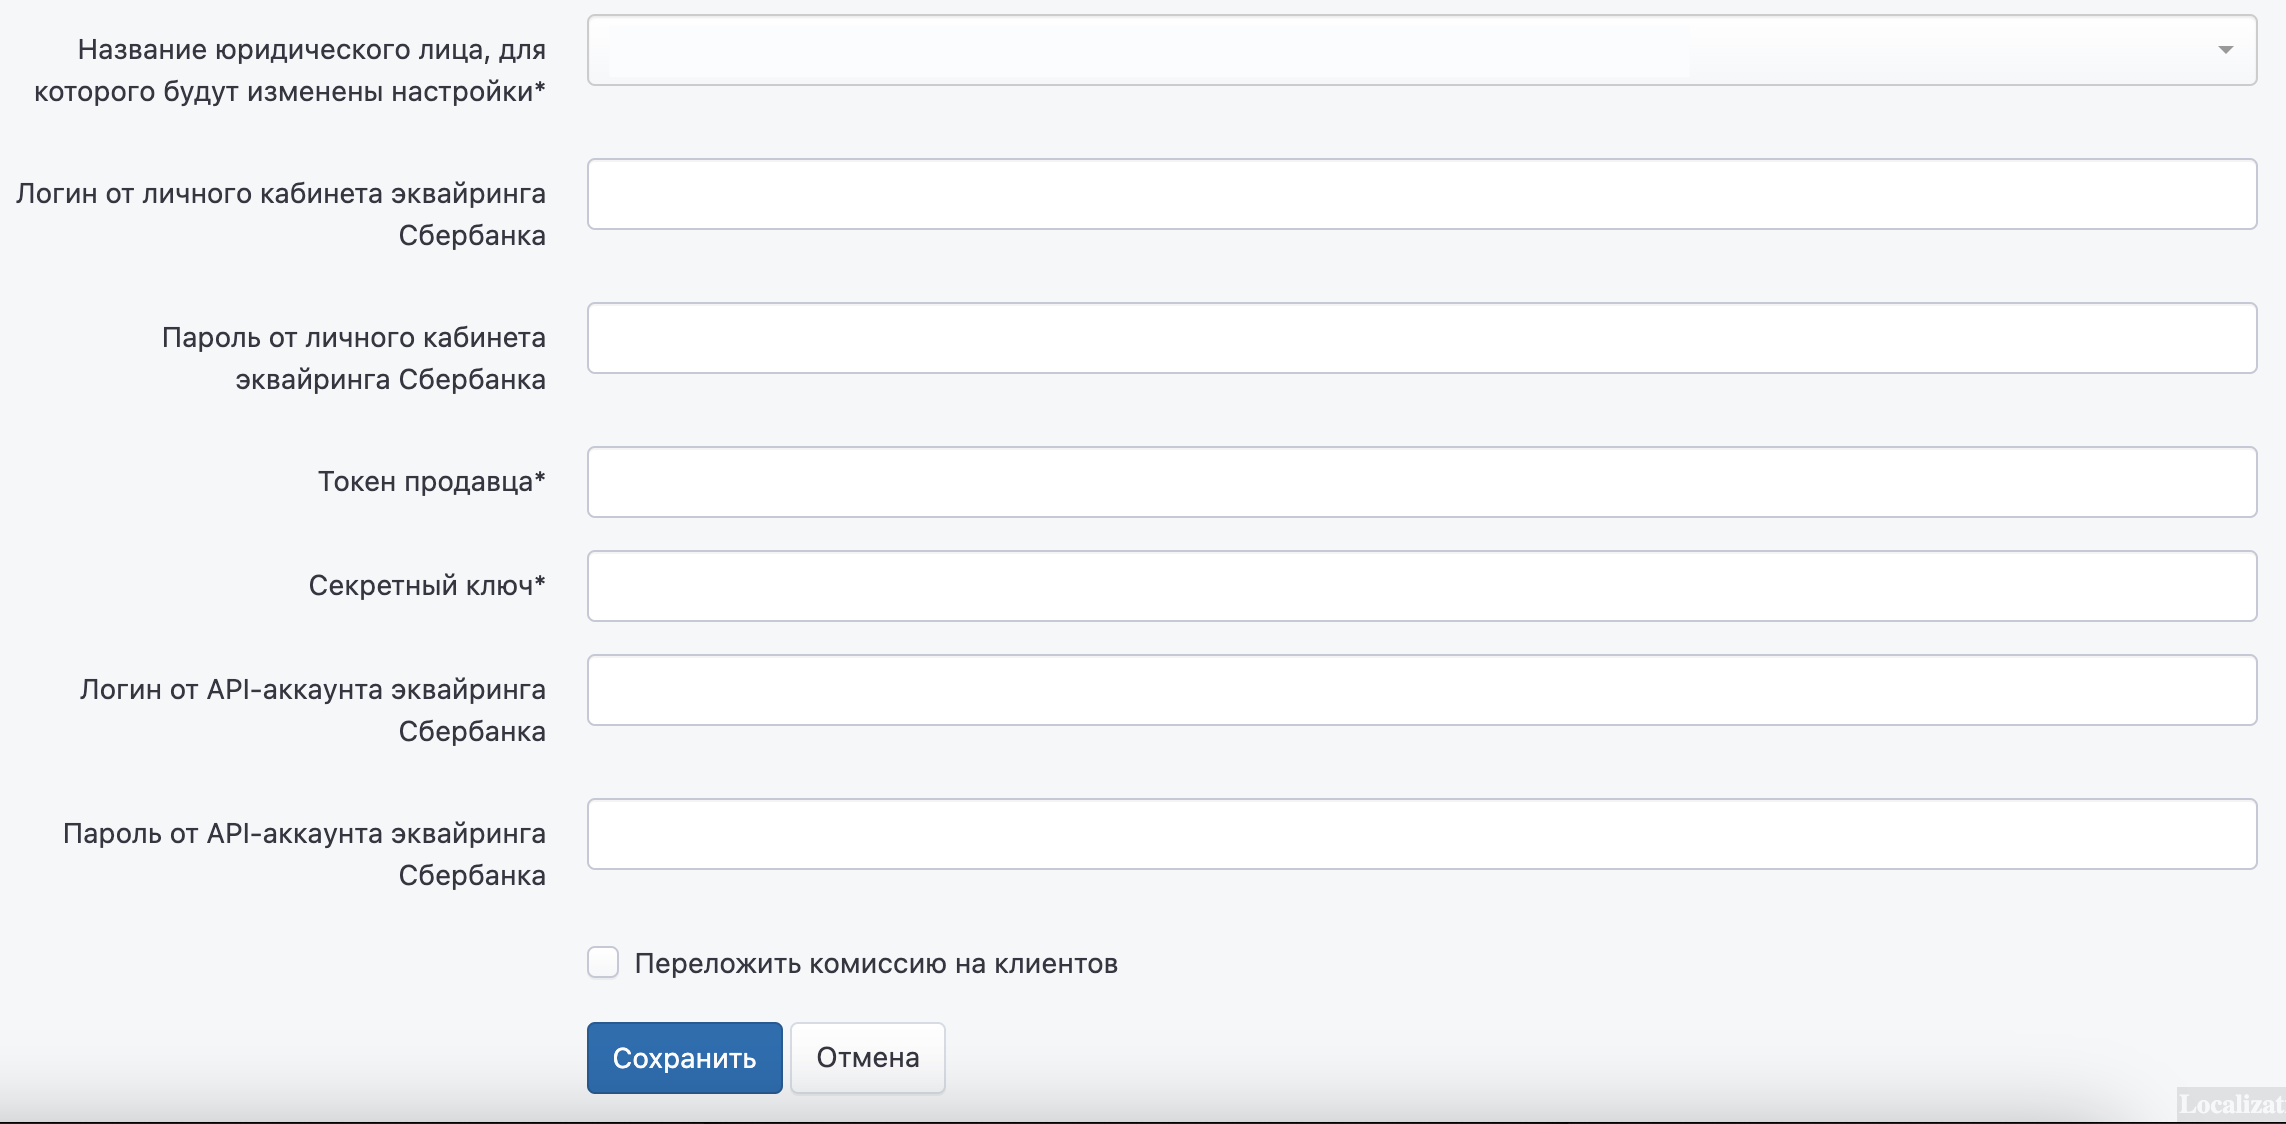 Название юридического лица, для
которого будут изменены настройки*
Логин от личного кабинета эквайринга
Сбербанка
Пароль от личного кабинета
эквайринга Сбербанка
Токен продавца*
Секретный ключ*
Логин от API-аккаунта эквайринга
Сбербанка
Пароль от API-аккаунта эквайринга
Сбербанка
Переложить комиссию на клиентов
Сохранить
Отмена
Localizat